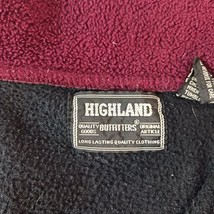 HIGHLAND
QUALITY GOODS OUTFITTERS ORIGINAL ARTICLE
LONG LASTING QUALITY CLOTHING